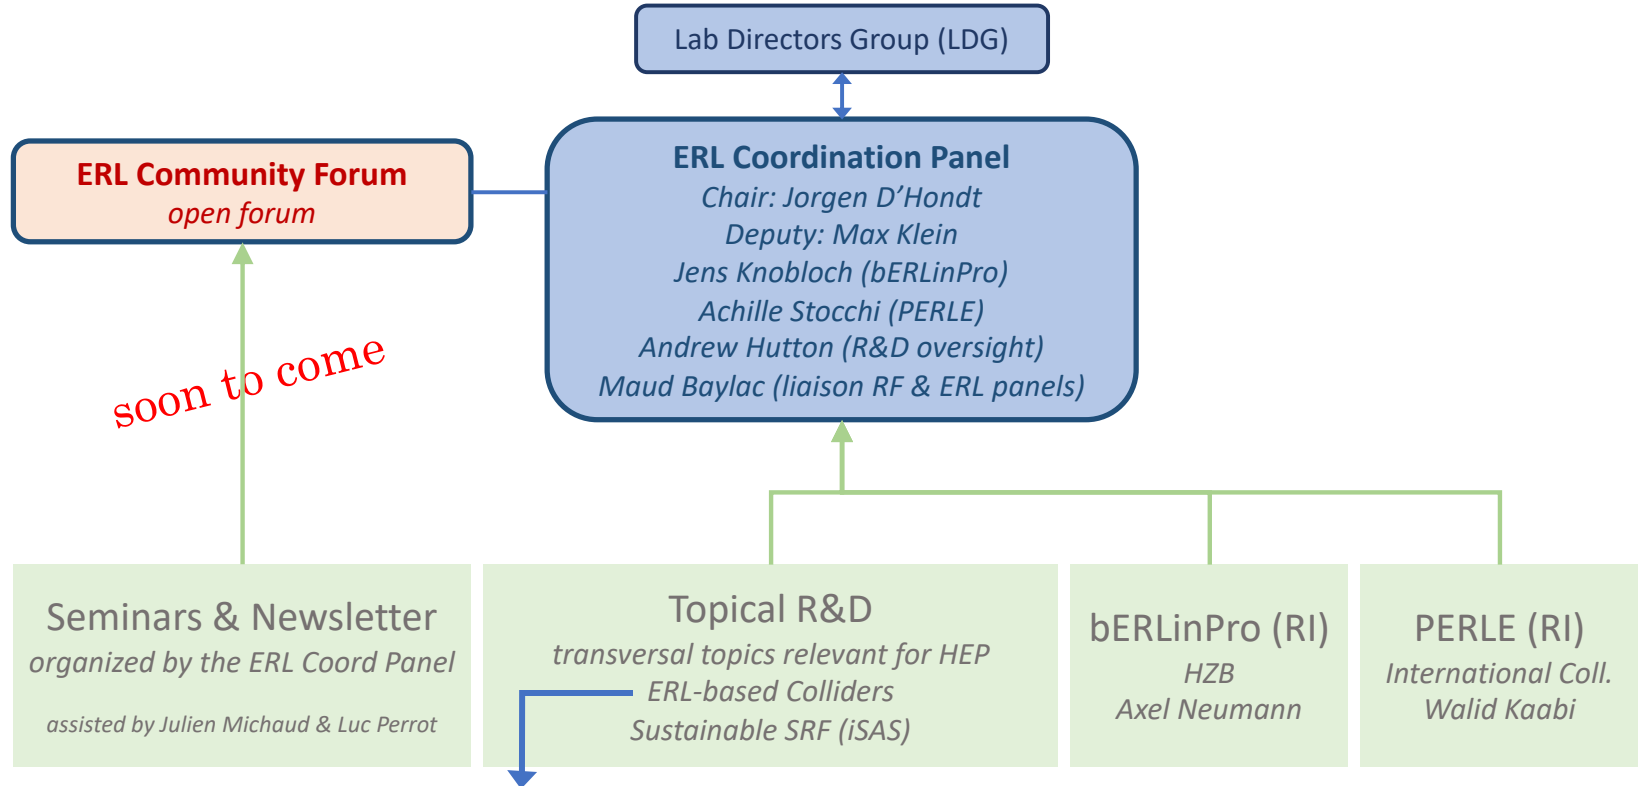 Lab Directors Group (LDG)
ERL Community Forum
open forum
ERL Coordination Panel
Chair: Jorgen D’Hondt
Deputy: Max Klein
Jens Knobloch (bERLinPro)
Achille Stocchi (PERLE)
Andrew Hutton (R&D oversight)
Maud Baylac (liaison RF & ERL panels)
soon to come
Seminars & Newsletter
organized by the ERL Coord Panel
assisted by Julien Michaud & Luc Perrot
Topical R&D
transversal topics relevant for HEP
ERL-based Colliders
Sustainable SRF (iSAS)
bERLinPro (RI)
HZB
Axel Neumann
PERLE (RI)
International Coll.
Walid Kaabi